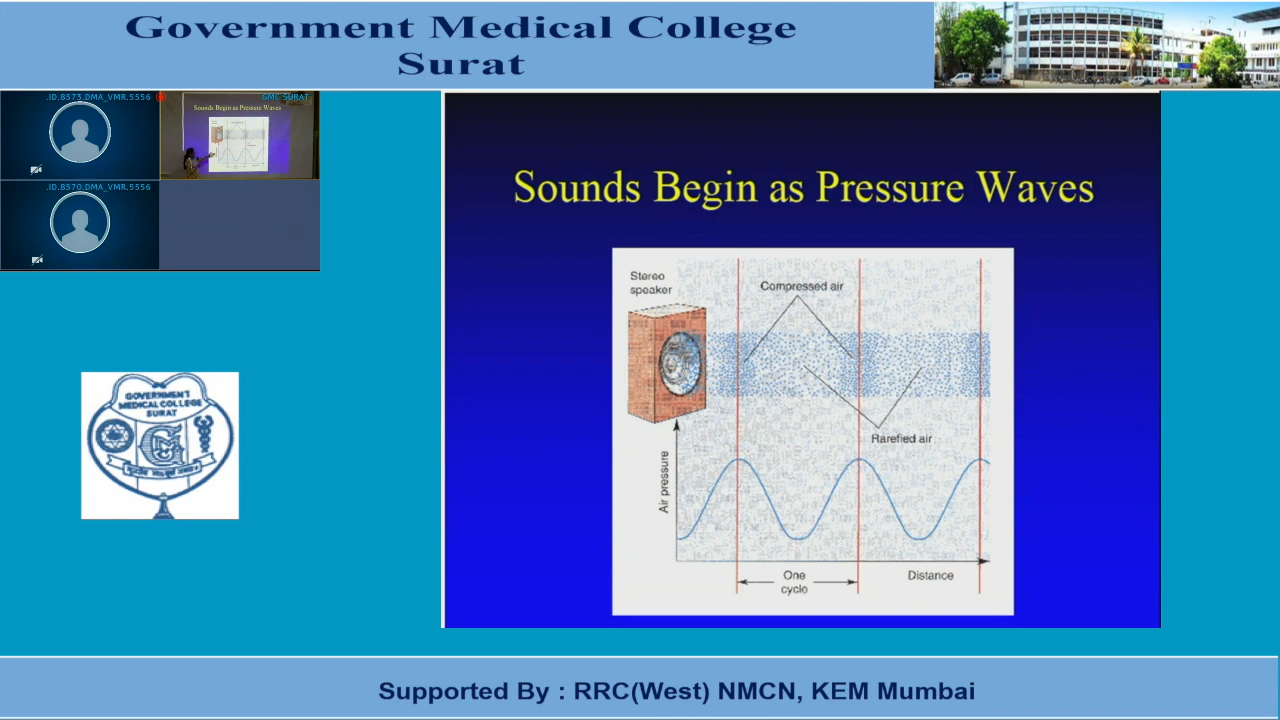 Government Medical College
Surat
.ID.8573.DMA_VMR.5556
GMC SURAT
Sounds Begin as Pressure Waves
.ID.8570.DMA_VMR.5556
Sounds Begin as Pressure Waves
Stereo
speaker
Compressed air
Rarefied air
Air pressure
One
cycle
Distance
GOVERNMENT
MEDICAL COLLEGE
SURAT
Supported By : RRC(West) NMCN, KEM Mumbai